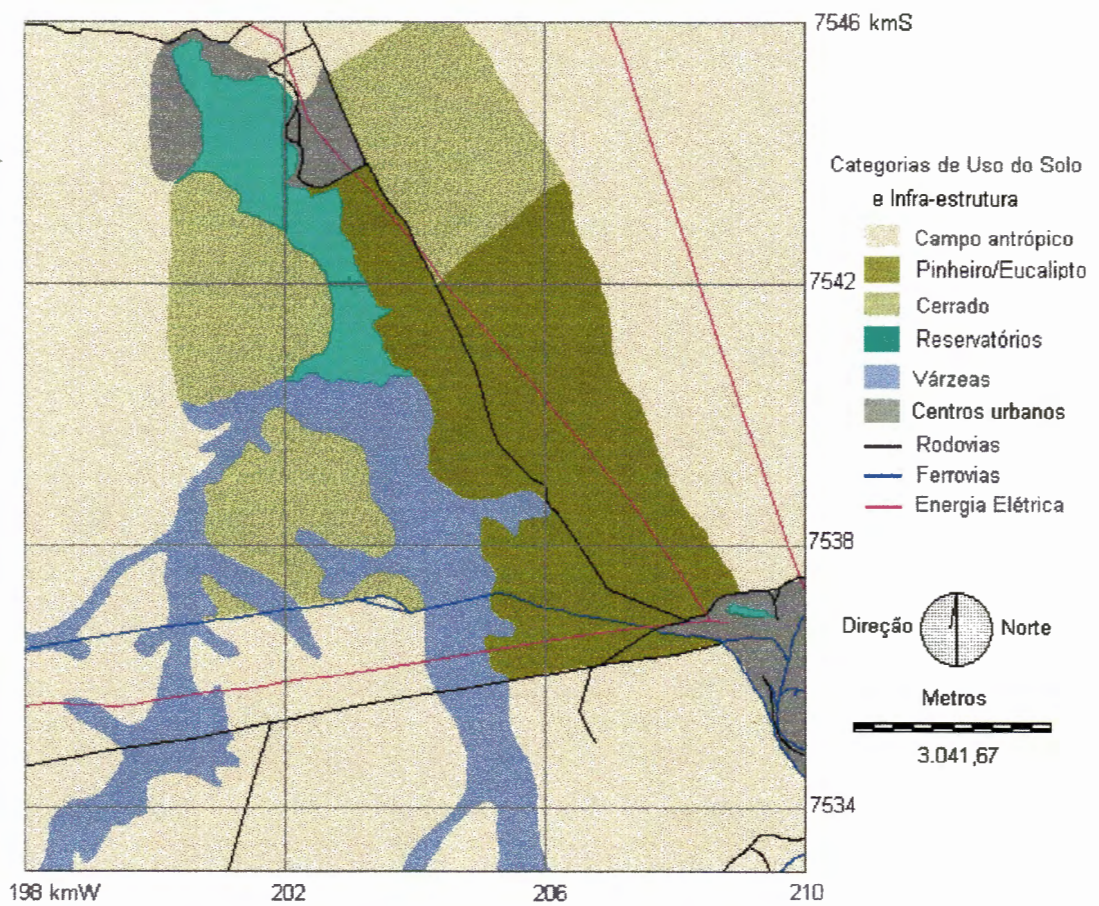 7546 kmS
Categorias de Uso do Solo
e Infra-estrutura
Campo antrópico
Pinheiro/Eucalipto
7542
Cerrado
Reservatórios
Várzeas
Centros urbanos
Rodovias
Ferrovias
Energia Elétrica
7538
Direção Norte
Metros
3.041,67
7534
198 kmW 202 206 210